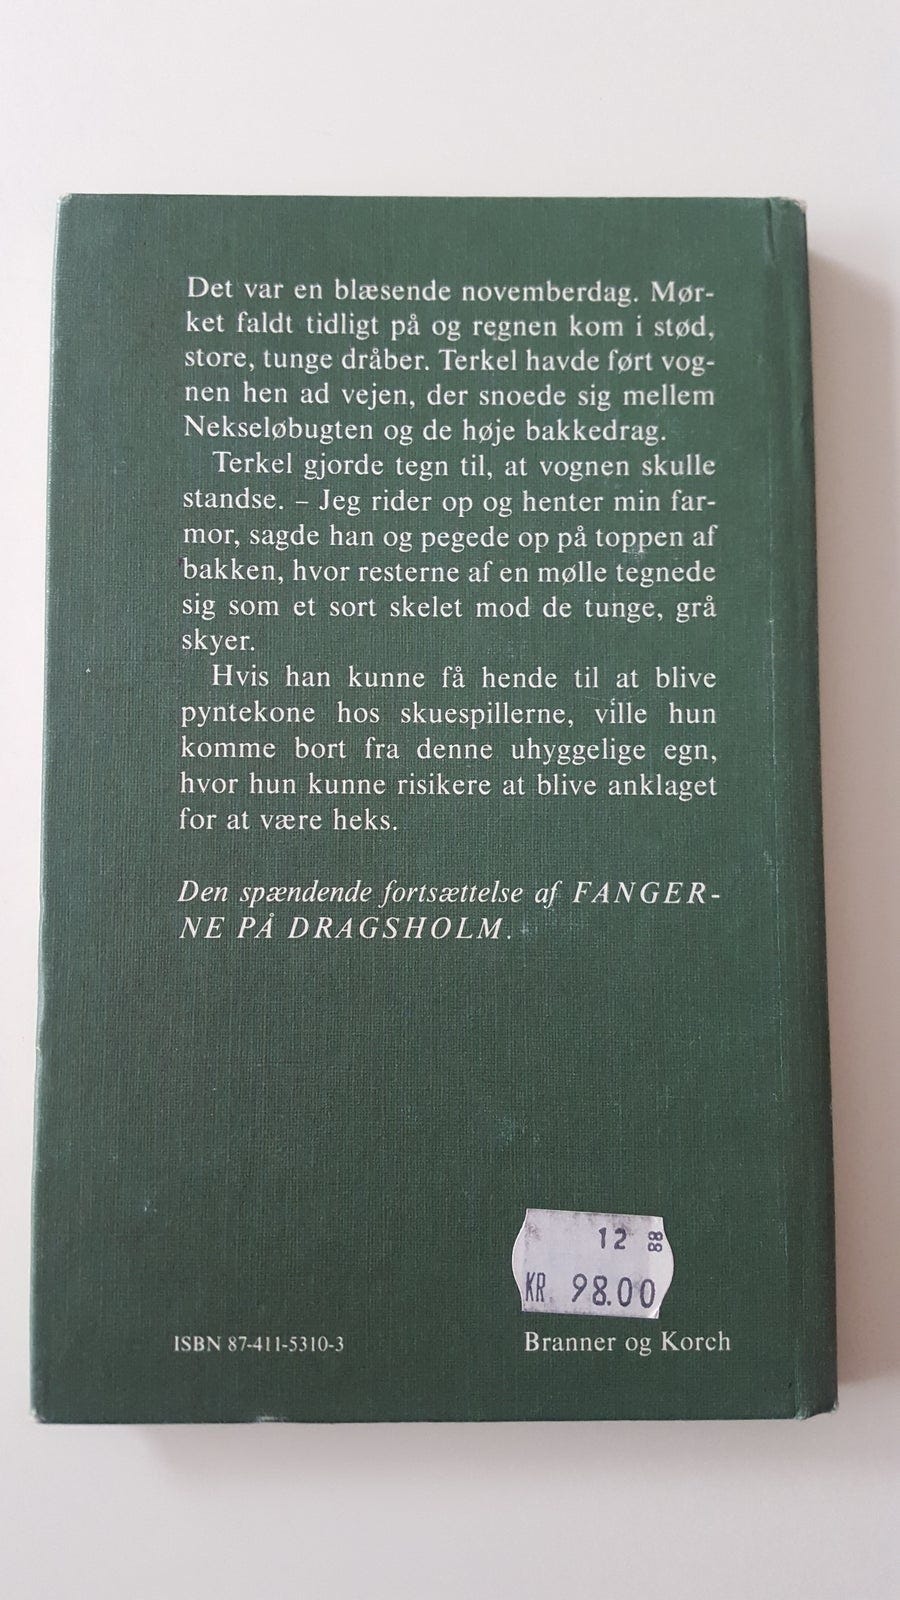 Det var en blæsende novemberdag. Mør-
ket faldt tidligt på og regnen kom i stød,
store, tunge dråber. Terkel havde ført vog-
nen hen ad vejen, der snoede sig mellem
Nekseløbugten og de høje bakkedrag.
Terkel gjorde tegn til, at vognen skulle
standse. – Jeg rider op og henter min far-
mor, sagde han og pegede op på toppen af
bakken, hvor resterne af en mølle tegnede
sig som et sort skelet mod de tunge, grå
skyer.
Hvis han kunne få hende til at blive
pyntekone hos skuespillerne, ville hun
komme bort fra denne uhyggelige egn,
hvor hun kunne risikere at blive anklaget
for at være heks.
Den spændende fortsættelse af FANGER-
NE PÅ DRAGSHOLM.
12 88
KR 98.00
ISBN 87-411-5310-3
Branner og Korch